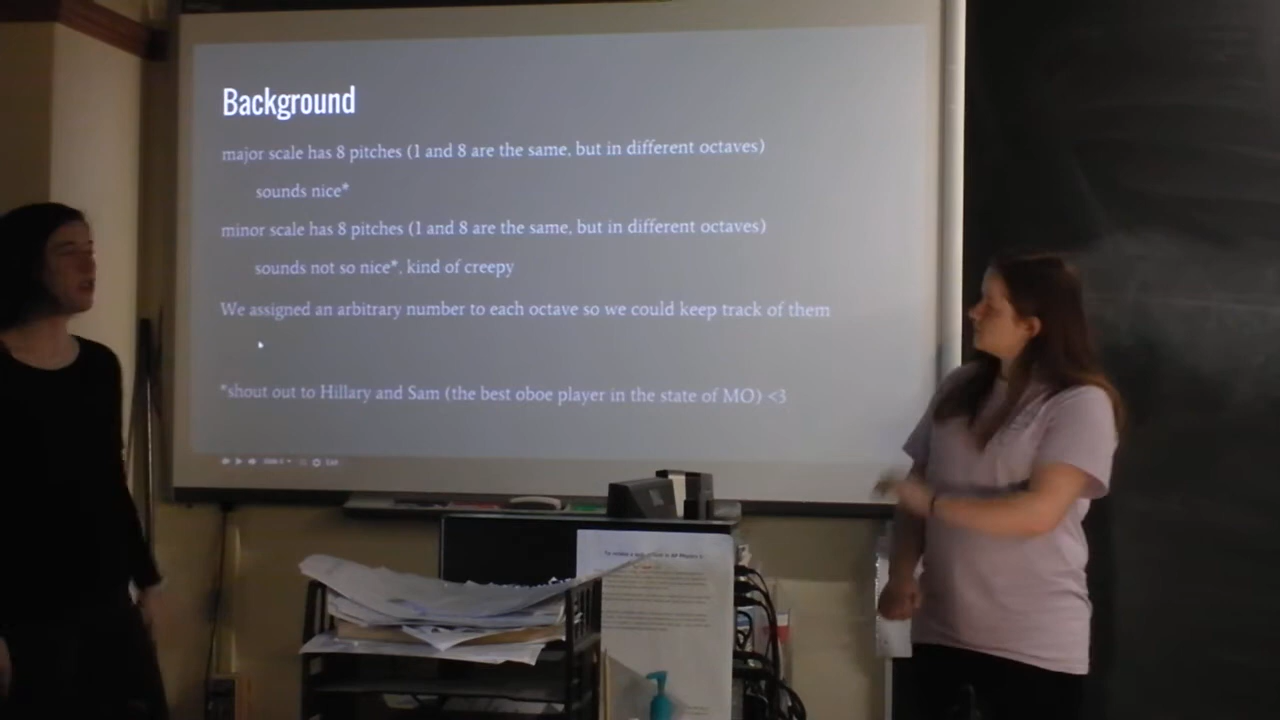 Background
major scale has 8 pitches (1 and 8 are the same, but in different octaves)
sounds nice*
minor scale has 8 pitches (1 and 8 are the same, but in different octaves)
sounds not so nice*, kind of creepy
We assigned an arbitrary number to each octave so we could keep track of them
*shout out to Hillary and Sam (the best oboe player in the state of MO) <3